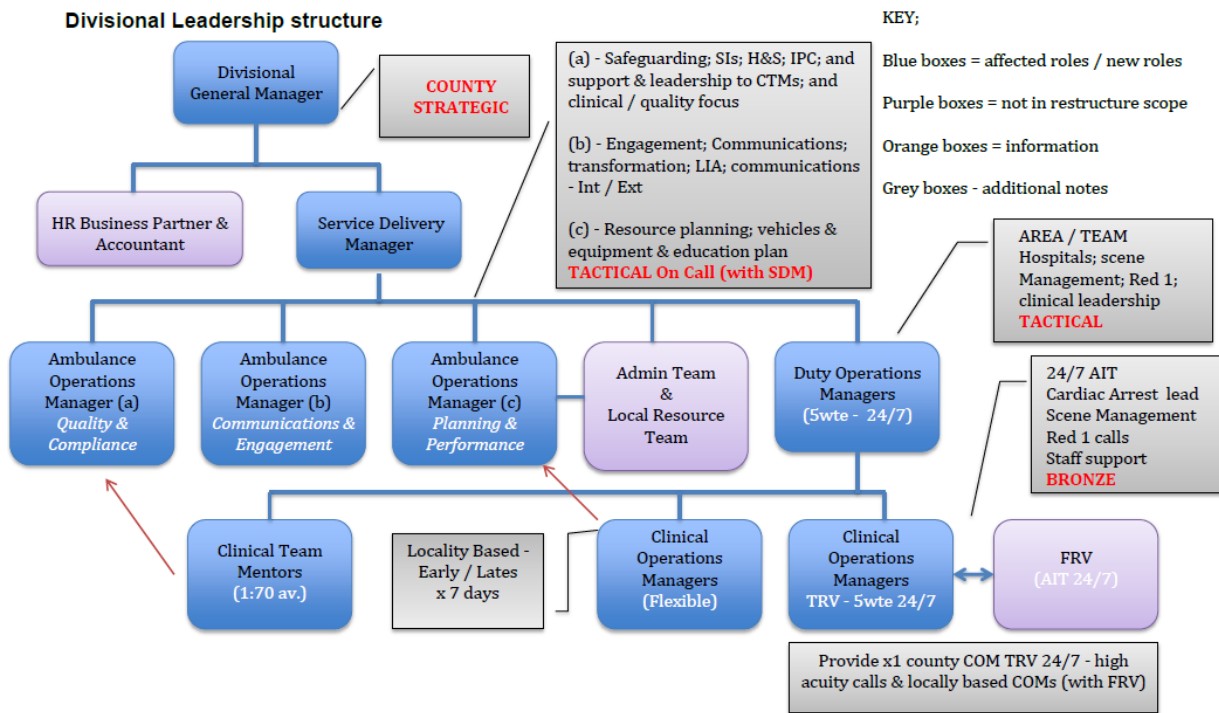 Divisional Leadership structure
KEY;
Blue boxes = affected roles / new roles
Purple boxes = not in restructure scope
Orange boxes = information
Grey boxes - additional notes
Divisional
General Manager
COUNTY
STRATEGIC
(a) - Safeguarding; SIs; H&S; IPC; and
support & leadership to CTMs; and
clinical / quality focus
(b) - Engagement; Communications;
transformation; LIA; communications
- Int / Ext
(c) - Resource planning; vehicles &
equipment & education plan
TACTICAL On Call (with SDM)
HR Business Partner &
Accountant
Service Delivery
Manager
AREA / TEAM
Hospitals; scene
Management; Red 1;
clinical leadership
TACTICAL
Ambulance
Operations
Manager (a)
Quality &
Compliance
Ambulance
Operations
Manager (b)
Communications &
Engagement
Ambulance
Operations
Manager (c)
Planning &
Performance
Admin Team
&
Local Resource
Team
Duty Operations
Managers
(5wte - 24/7)
24/7 AIT
Cardiac Arrest lead
Scene Management
Red 1 calls
Staff support
BRONZE
Clinical Team
Mentors
(1:70 av.)
Locality Based -
Early / Lates
x 7 days
Clinical
Operations
Managers
(Flexible)
Clinical
Operations
Managers
TRV - 5wte 24/7
FRV
(AIT 24/7)
Provide x1 county COM TRV 24/7 - high
acuity calls & locally based COMs (with FRV)